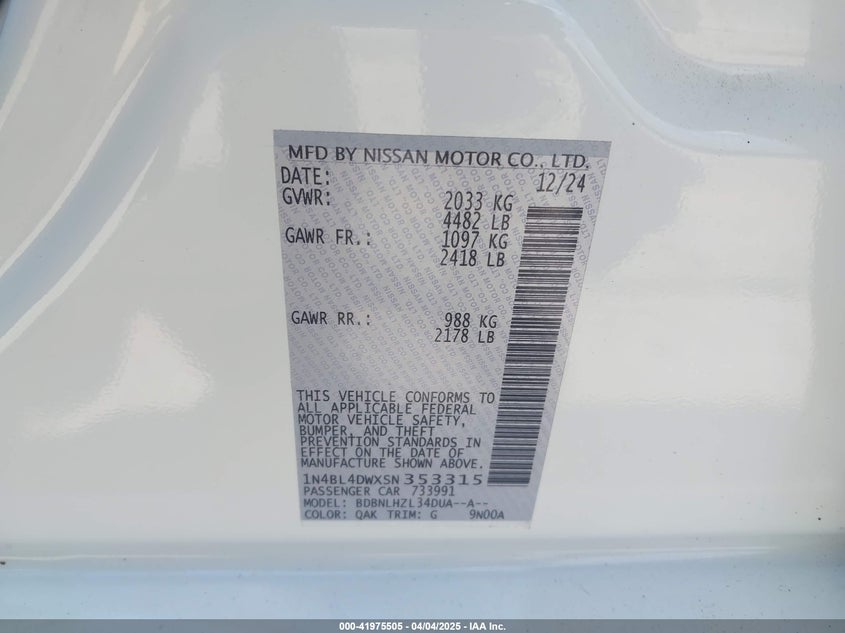 MFD BY NISSAN MOTOR CO., LTD.
DATE: 12/24
GVWR: 2033 KG
4482 LB
GAWR FR.: 1097 KG
2418 LB
GAWR RR.: 988 KG
2178 LB
THIS VEHICLE CONFORMS TO
ALL APPLICABLE FEDERAL
MOTOR VEHICLE SAFETY,
BUMPER, AND THEFT
PREVENTION STANDARDS IN
EFFECT ON THE DATE OF
MANUFACTURE SHOWN ABOVE.
1N4BL4DWXSN353315
PASSENGER CAR 733991
MODEL: BDBNLHZL34DUA--A--
COLOR: QAK TRIM: G 9N00A
000-41975505 - 04/04/2025 - IAA Inc.